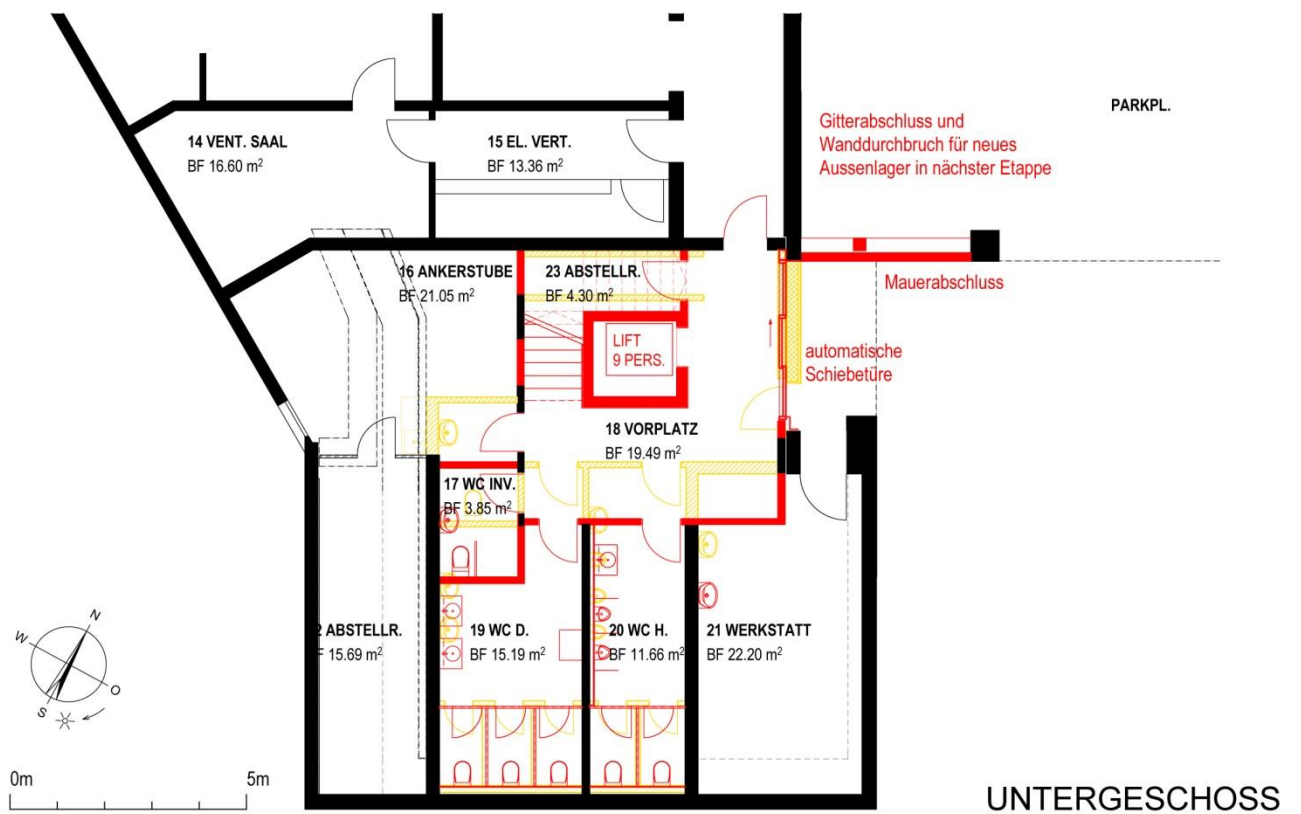 PARKPL.
Gitterabschluss und
Wanddurchbruch für neues
Aussenlager in nächster Etappe
14 VENT. SAAL
BF 16.60 m²
15 EL. VERT.
BF 13.36 m²
16 ANKERSTUBE
BF 21.05 m²
23 ABSTELLR.
BF 4.30 m²
Mauerabschluss
LIFT
9 PERS.
automatische
Schiebetüre
18 VORPLATZ
BF 19.49 m²
17 WC INV.
BF 3.85 m²
2 ABSTELLR.
F 15.69 m²
19 WC D.
BF 15.19 m²
20 WC H.
BF 11.66 m²
21 WERKSTATT
BF 22.20 m²
N
W
O
S
0m 5m
UNTERGESCHOSS